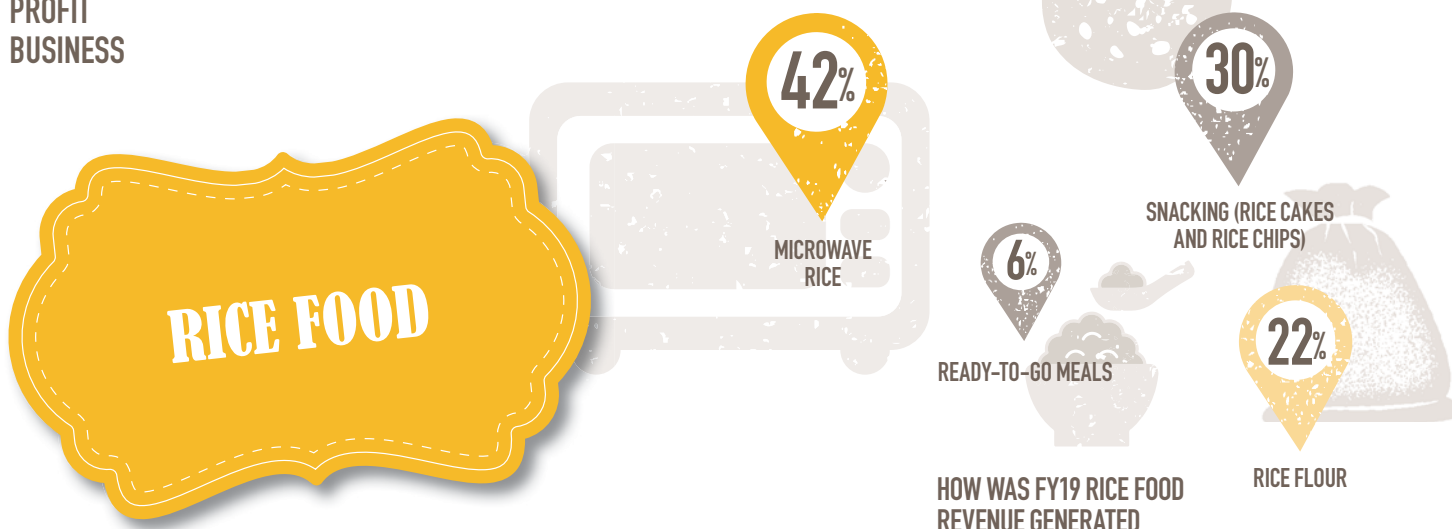 PROFIT
BUSINESS
RICE FOOD
42%
MICROWAVE
RICE
30%
SNACKING (RICE CAKES
AND RICE CHIPS)
6%
READY-TO-GO MEALS
22%
RICE FLOUR
HOW WAS FY19 RICE FOOD
REVENUE GENERATED